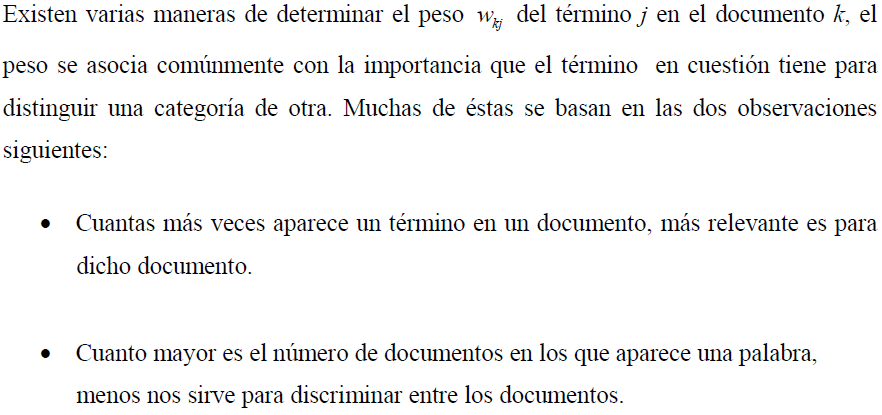 Existen varias maneras de determinar el peso w_kj del término j en el documento k, el
peso se asocia comúnmente con la importancia que el término en cuestión tiene para
distinguir una categoría de otra. Muchas de éstas se basan en las dos observaciones
siguientes:
• Cuantas más veces aparece un término en un documento, más relevante es para
dicho documento.
• Cuanto mayor es el número de documentos en los que aparece una palabra,
menos nos sirve para discriminar entre los documentos.